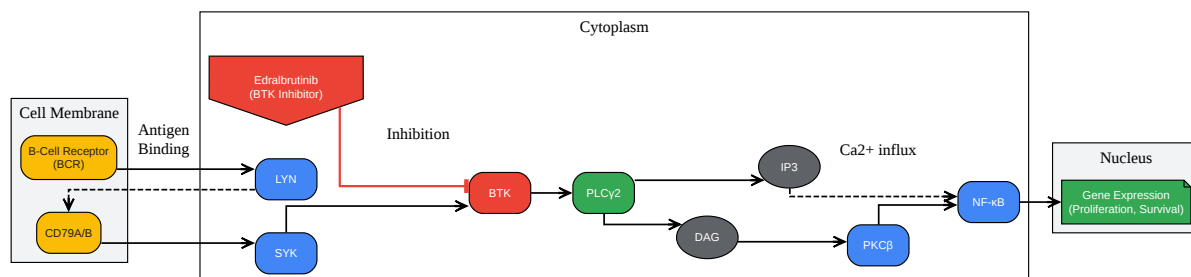 Cytoplasm
Edralbrutinib
(BTK Inhibitor)
Cell Membrane
Antigen
Binding
Inhibition
B-Cell Receptor
(BCR)
LYN
CD79A/B
SYK
BTK
PLCγ2
IP3
DAG
Ca2+ influx
PKCβ
NF-κB
Nucleus
Gene Expression
(Proliferation, Survival)